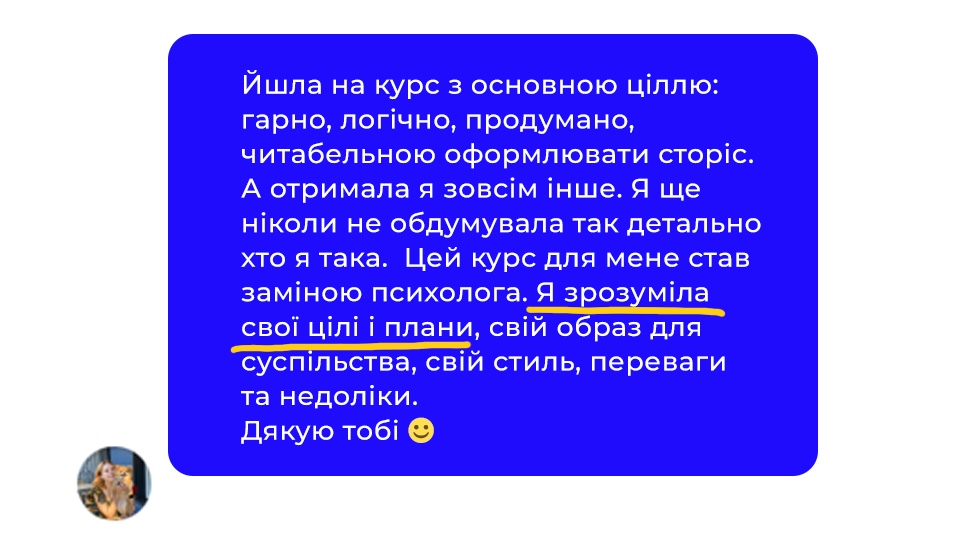 Йшла на курс з основною ціллю:
гарно, логічно, продумано,
читабельною оформлювати сторіс.
А отримала я зовсім інше. Я ще
ніколи не обдумувала так детально
хто я така.  Цей курс для мене став
заміною психолога. Я зрозуміла
свої цілі і плани, свій образ для
суспільства, свій стиль, переваги
та недоліки.
Дякую тобі 🙂